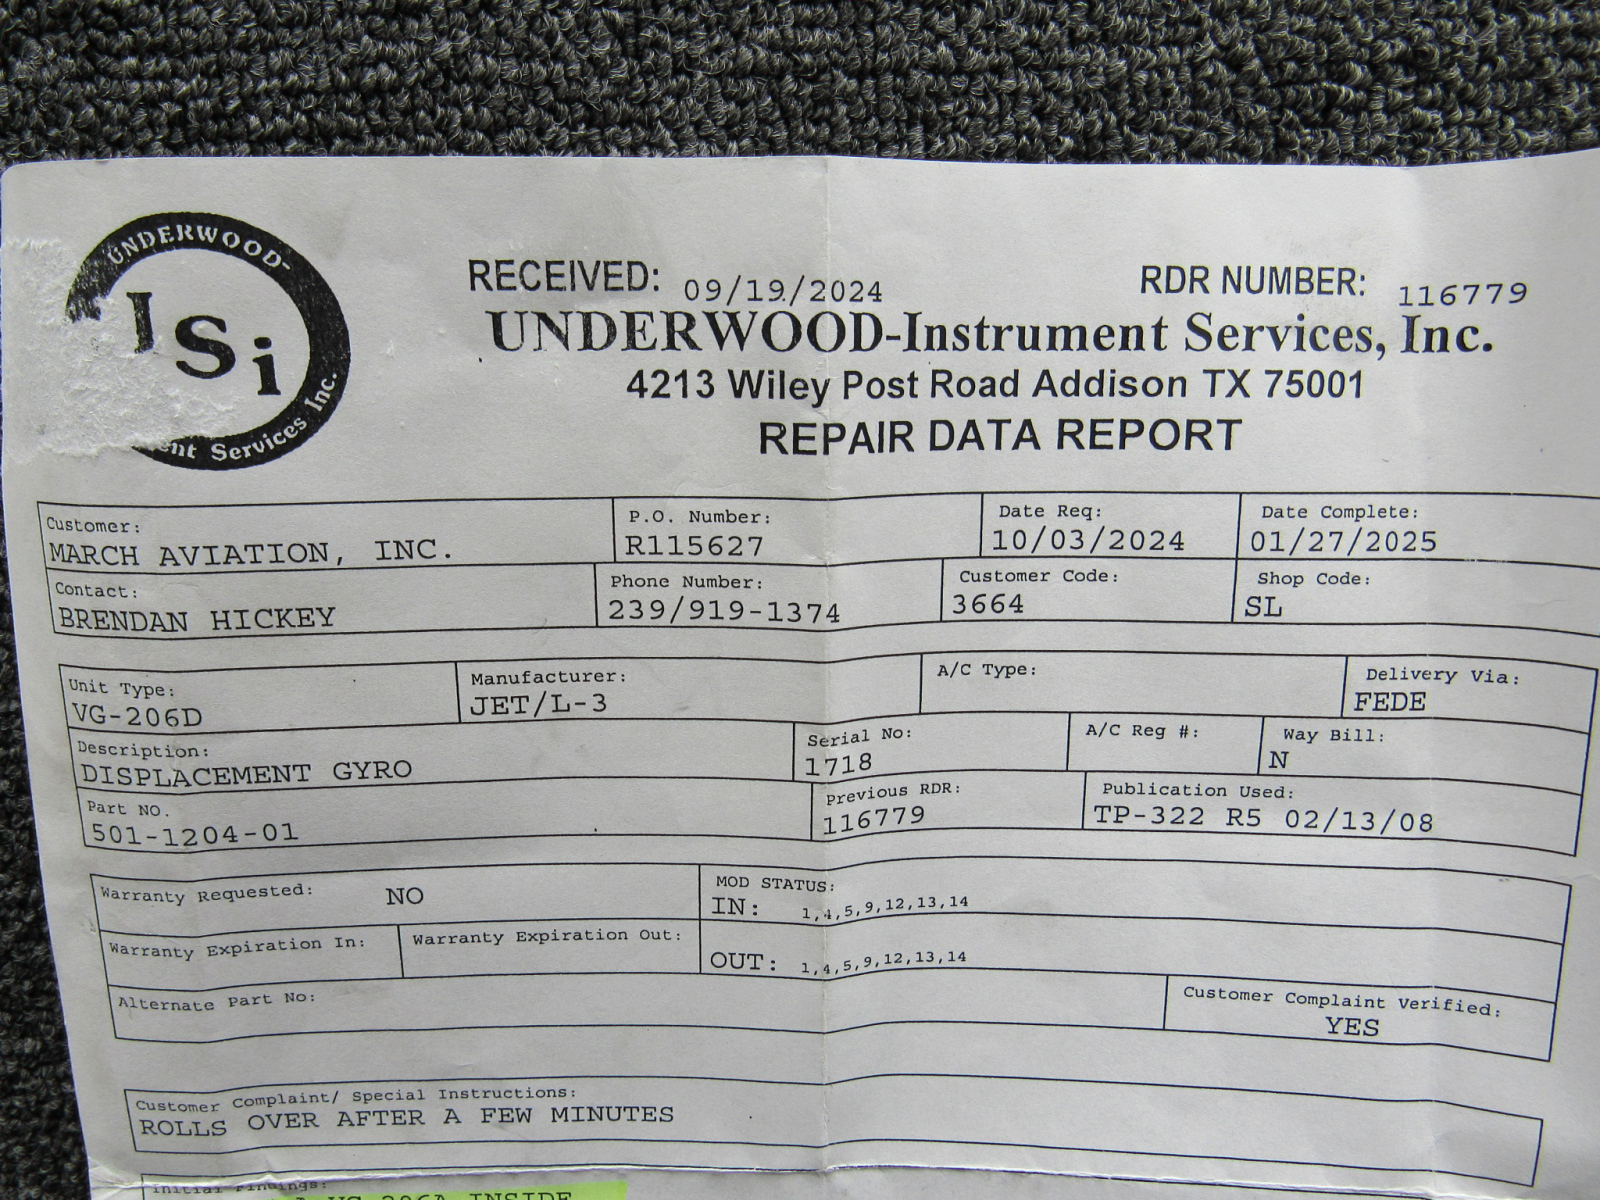 UNDERWOOD-
ISi
ent Services Inc.
RECEIVED: 09/19/2024 RDR NUMBER: 116779
UNDERWOOD-Instrument Services, Inc.
4213 Wiley Post Road Addison TX 75001
REPAIR DATA REPORT
Customer: P.O. Number: Date Req: Date Complete:
MARCH AVIATION, INC. R115627 10/03/2024 01/27/2025
Contact: Phone Number: Customer Code: Shop Code:
BRENDAN HICKEY 239/919-1374 3664 SL
Unit Type: Manufacturer: A/C Type: Delivery Via:
VG-206D JET/L-3 FEDE
Description: Serial No: A/C Reg #: Way Bill:
DISPLACEMENT GYRO 1718 N
Part NO. Previous RDR: Publication Used:
501-1204-01 116779 TP-322 R5 02/13/08
Warranty Requested: NO MOD STATUS:
IN: 1,4,5,9,12,13,14
Warranty Expiration In: Warranty Expiration Out:
OUT: 1,4,5,9,12,13,14
Alternate Part No: Customer Complaint Verified:
YES
Customer Complaint/ Special Instructions:
ROLLS OVER AFTER A FEW MINUTES
Initial Findings:
VG-206A INSIDE